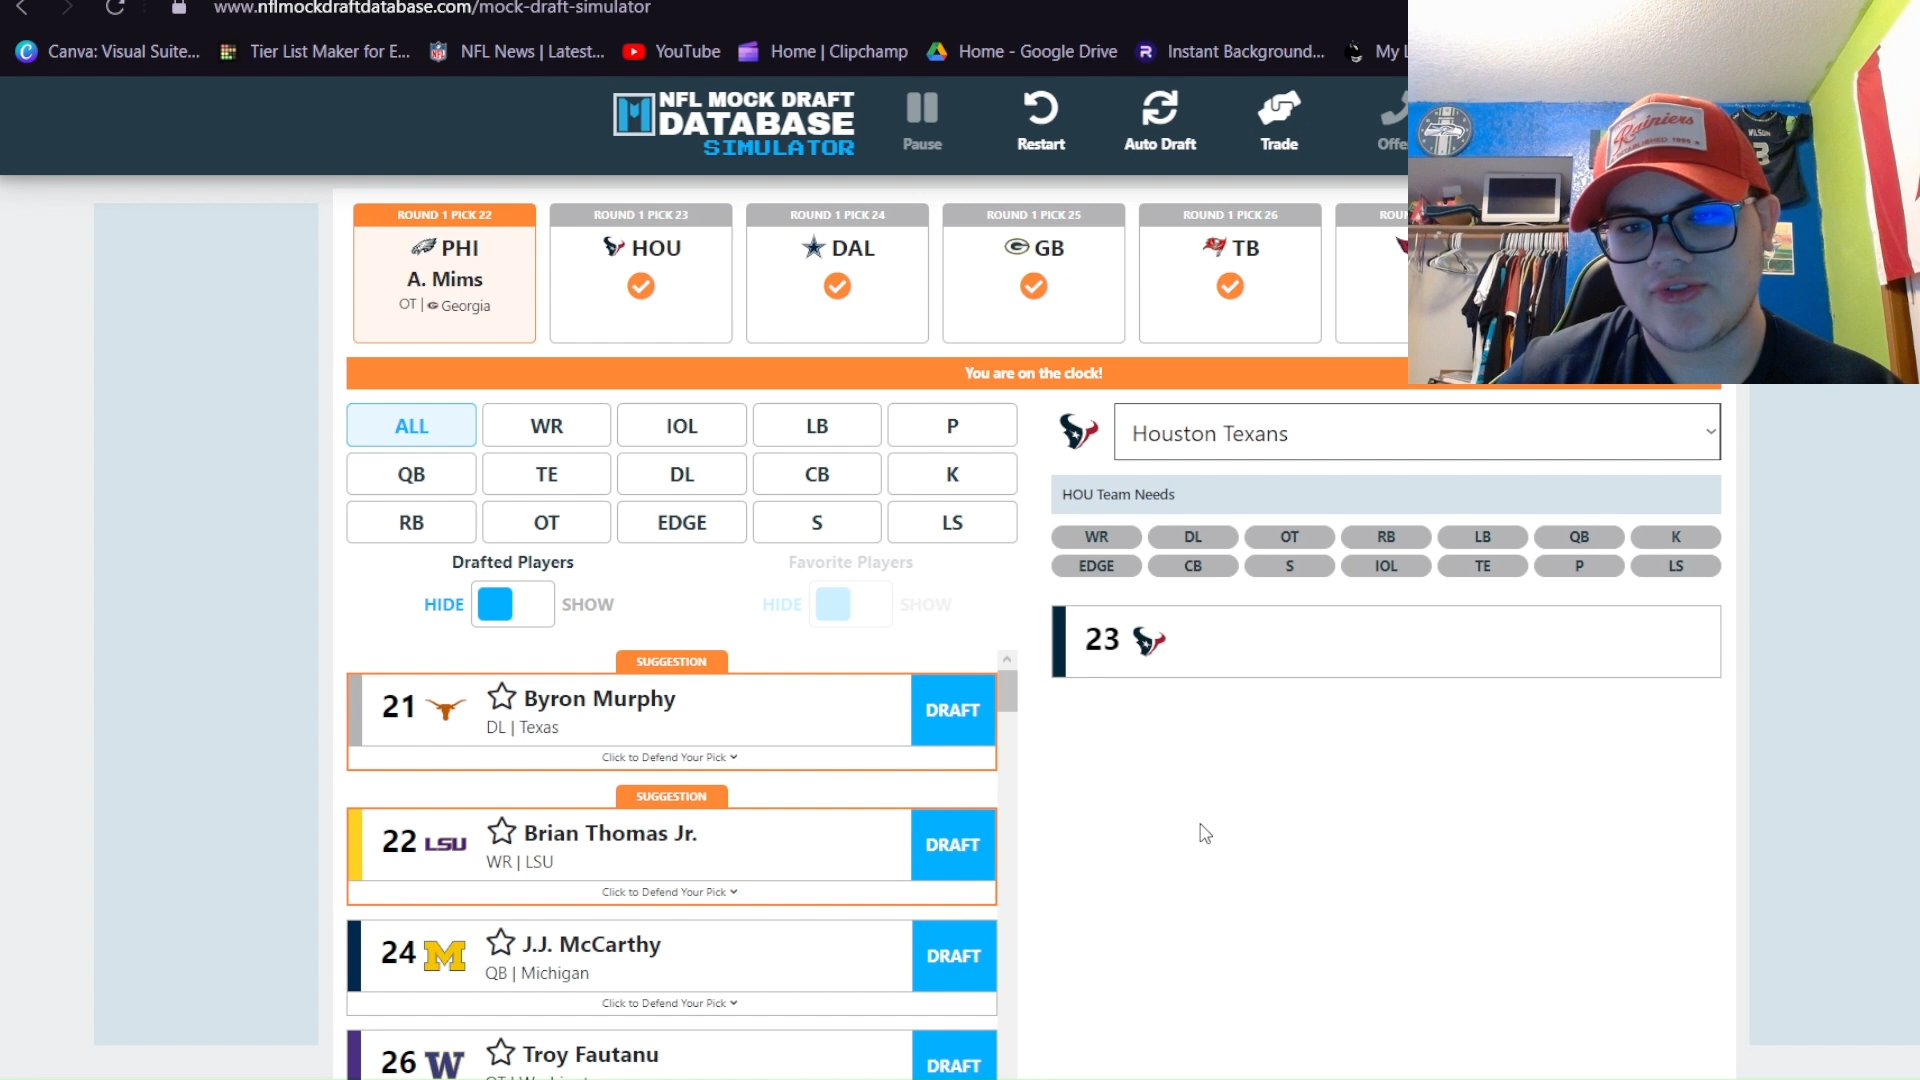 www.nflmockdraftdatabase.com/mock-draft-simulator
Canva: Visual Suite... Tier List Maker for E... NFL News | Latest... YouTube Home | Clipchamp Home - Google Drive Instant Background... My L
NFL MOCK DRAFT
DATABASE
SIMULATOR
Pause Restart Auto Draft Trade Offe
Rainiers
WILSON
3
ROUND 1 PICK 22 ROUND 1 PICK 23 ROUND 1 PICK 24 ROUND 1 PICK 25 ROUND 1 PICK 26 ROU
PHI HOU DAL GB TB
A. Mims
OT | Georgia
You are on the clock!
ALL WR IOL LB P
QB TE DL CB K
RB OT EDGE S LS
Drafted Players Favorite Players
HIDE SHOW HIDE SHOW
Houston Texans
HOU Team Needs
WR DL OT RB LB QB K
EDGE CB S IOL TE P LS
23
SUGGESTION
21 Byron Murphy DRAFT
DL | Texas
Click to Defend Your Pick
SUGGESTION
22 LSU Brian Thomas Jr. DRAFT
WR | LSU
Click to Defend Your Pick
24 M J.J. McCarthy DRAFT
QB | Michigan
Click to Defend Your Pick
26 W Troy Fautanu DRAFT